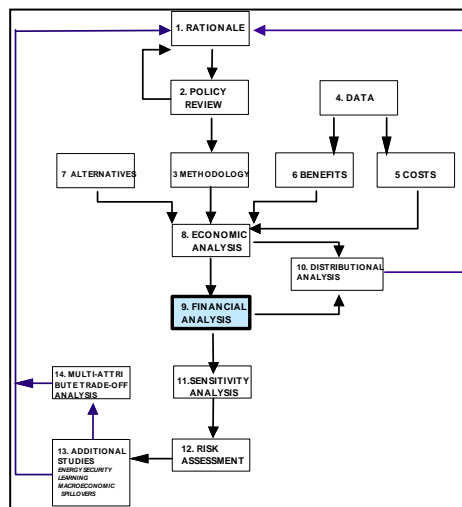 1. RATIONALE
2. POLICY
REVIEW
4. DATA
7 ALTERNATIVES
3 METHODOLOGY
6 BENEFITS
5 COSTS
8. ECONOMIC
ANALYSIS
10. DISTRIBUTIONAL
ANALYSIS
9. FINANCIAL
ANALYSIS
14. MULTI-ATTRI
BUTE TRADE-OFF
ANALYSIS
11.SENSITIVITY
ANALYSIS
12. RISK
ASSESSMENT
13. ADDITIONAL
STUDIES
ENERGY SECURITY
LEARNING
MACROECONOMIC
SPILLOVERS